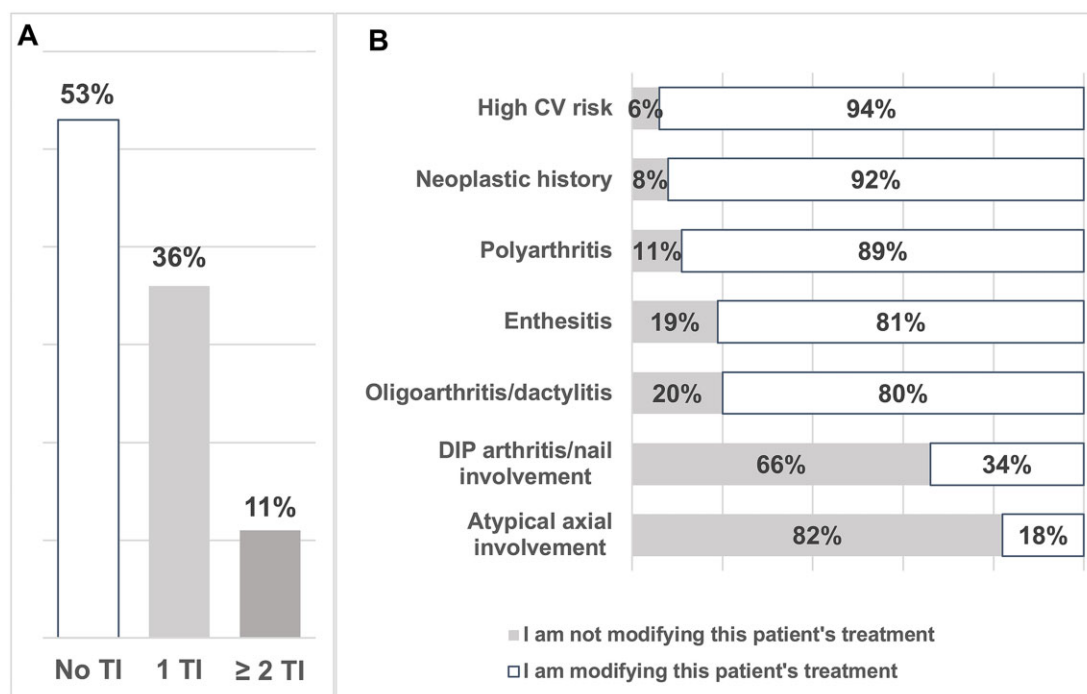 A
53%
36%
11%
No TI
1 TI
≥ 2 TI
B
High CV risk
6%
94%
Neoplastic history
8%
92%
Polyarthritis
11%
89%
Enthesitis
19%
81%
Oligoarthritis/dactylitis
20%
80%
DIP arthritis/nail
involvement
66%
34%
Atypical axial
involvement
82%
18%
I am not modifying this patient's treatment
I am modifying this patient's treatment